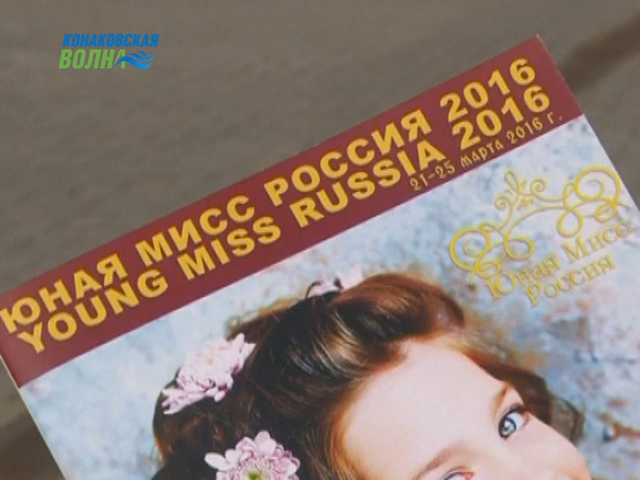 КОНАКОВСКАЯ
ВОЛНА
ЮНАЯ МИСС РОССИЯ 2016
YOUNG MISS RUSSIA 2016
21-25 марта 2016 г.
Юная Мисс
Россия